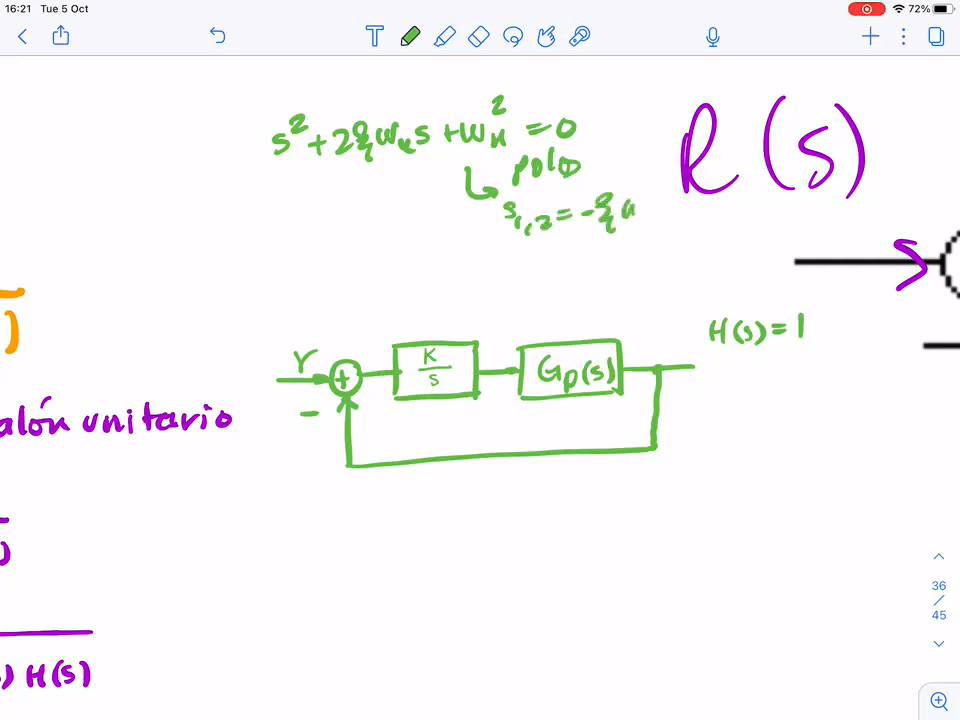 16:21 Tue 5 Oct
72%
s² + 2ξωₙs + ωₙ² = 0
polo
s₁,₂ = -ξω
R(s)
)
r
+
-
K
s
Gp(s)
H(s) = 1
alón unitario
)
) H(s)
36
/
45